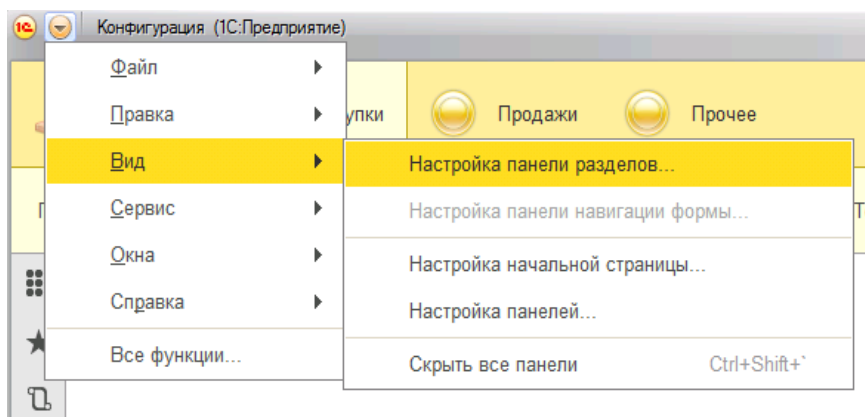 1С Конфигурация (1С:Предприятие)
Файл
Правка
упки Продажи Прочее
Вид
Настройка панели разделов...
Сервис
Настройка панели навигации формы...
Окна
Настройка начальной страницы...
Справка
Настройка панелей...
Все функции...
Скрыть все панели Ctrl+Shift+`